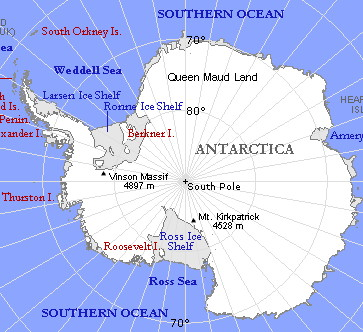 SOUTHERN OCEAN
South Orkney Is.
70°
Weddell Sea
Queen Maud Land
Larsen Ice Shelf
Ronne Ice Shelf
80°
Penin.
Berkner I.
ANTARCTICA
Vinson Massif
4897 m
South Pole
Thurston I.
Mt. Kirkpatrick
4528 m
Ross Ice
Shelf
Roosevelt I.
Ross Sea
SOUTHERN OCEAN
70°